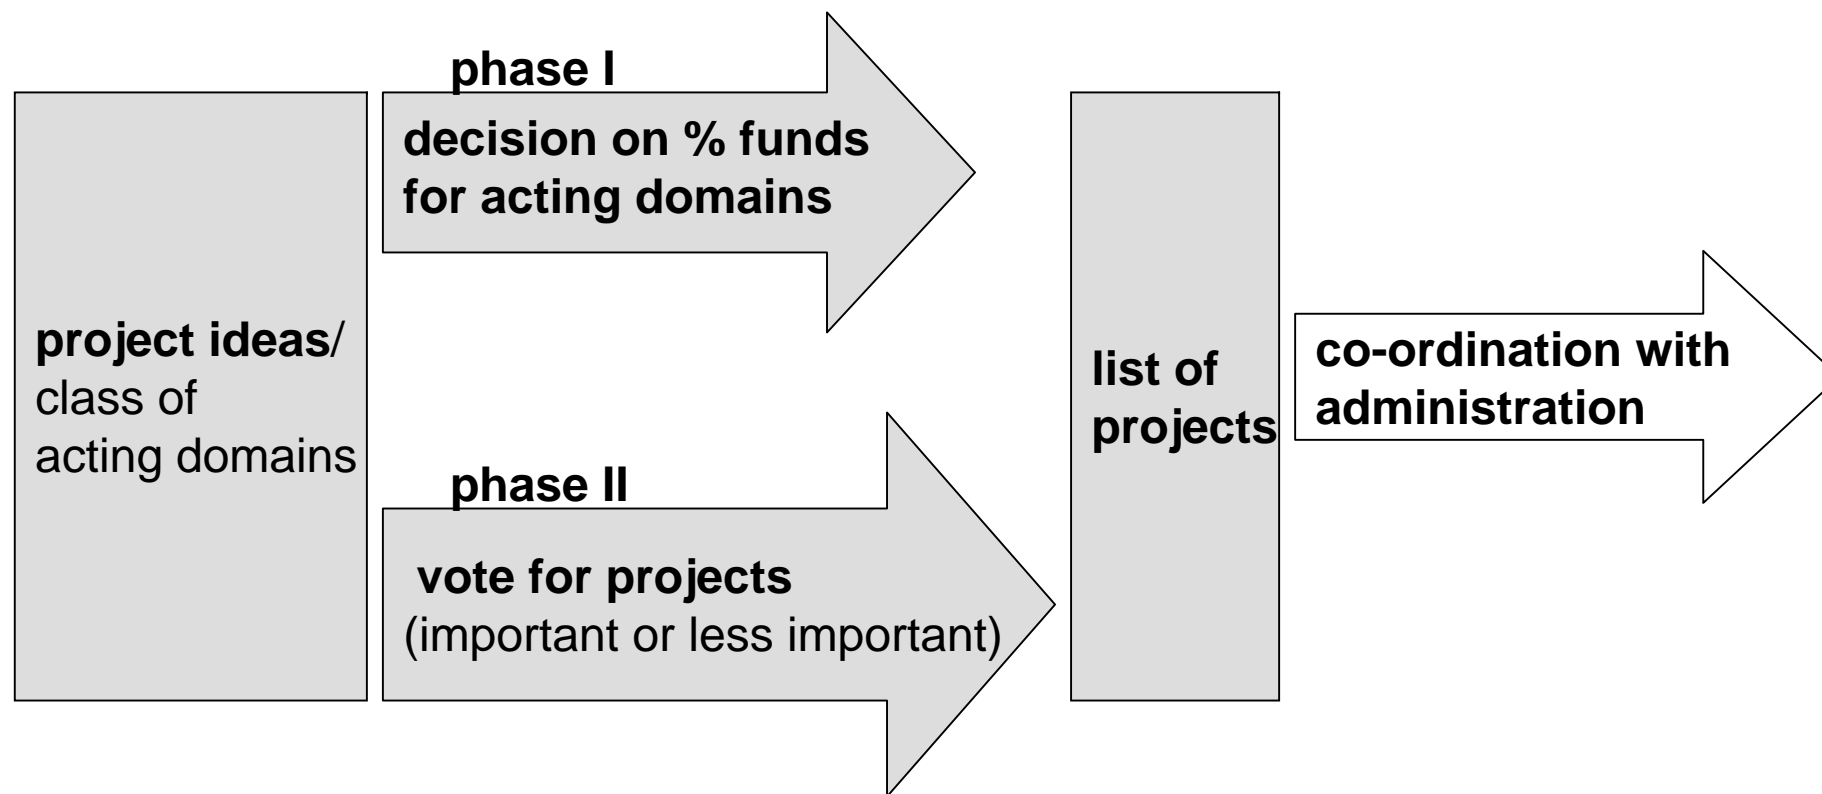 phase I
decision on % funds
for acting domains
project ideas/
class of
acting domains
phase II
vote for projects
(important or less important)
list of
projects
co-ordination with
administration